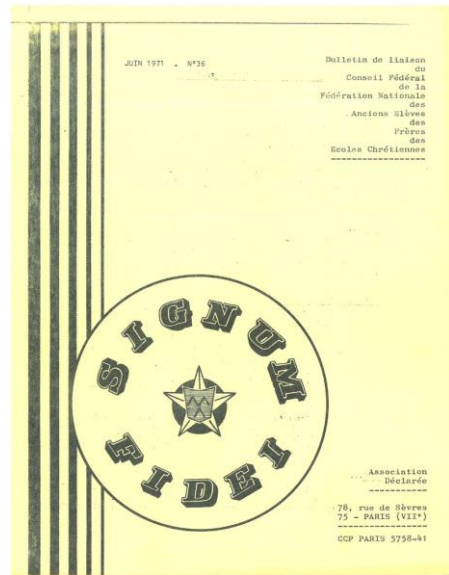 JUIN 1971 . N°36
Bulletin de liaison
du
Conseil Fédéral
de la
Fédération Nationale
des
Anciens Elèves
des
Frères
des
Ecoles Chrétiennes
SIGNUM
FIDEI
Association
Déclarée
78, rue de Sèvres
75 - PARIS (VII°)
CCP PARIS 5758-41